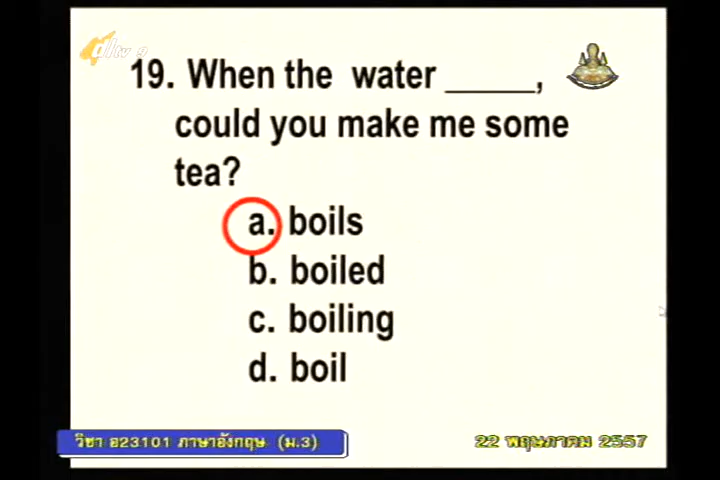 dltv 9
19. When the water _____,
could you make me some
tea?
a. boils
b. boiled
c. boiling
d. boil
วิชา อ23101 ภาษาอังกฤษ (ม.3)
22 พฤษภาคม 2557